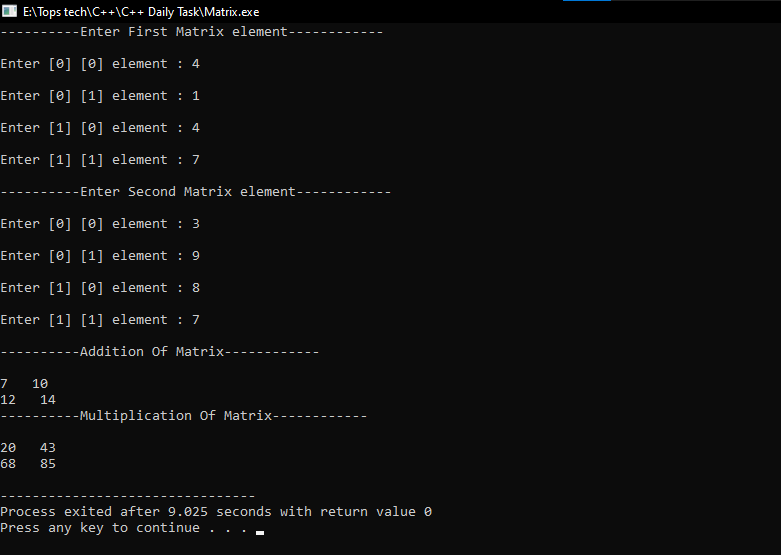 E:\Tops tech\C++\C++ Daily Task\Matrix.exe
----------Enter First Matrix element------------
Enter [0] [0] element : 4
Enter [0] [1] element : 1
Enter [1] [0] element : 4
Enter [1] [1] element : 7
----------Enter Second Matrix element------------
Enter [0] [0] element : 3
Enter [0] [1] element : 9
Enter [1] [0] element : 8
Enter [1] [1] element : 7
----------Addition Of Matrix------------
7   10
12   14
----------Multiplication Of Matrix------------
20   43
68   85
--------------------------------
Process exited after 9.025 seconds with return value 0
Press any key to continue . . .